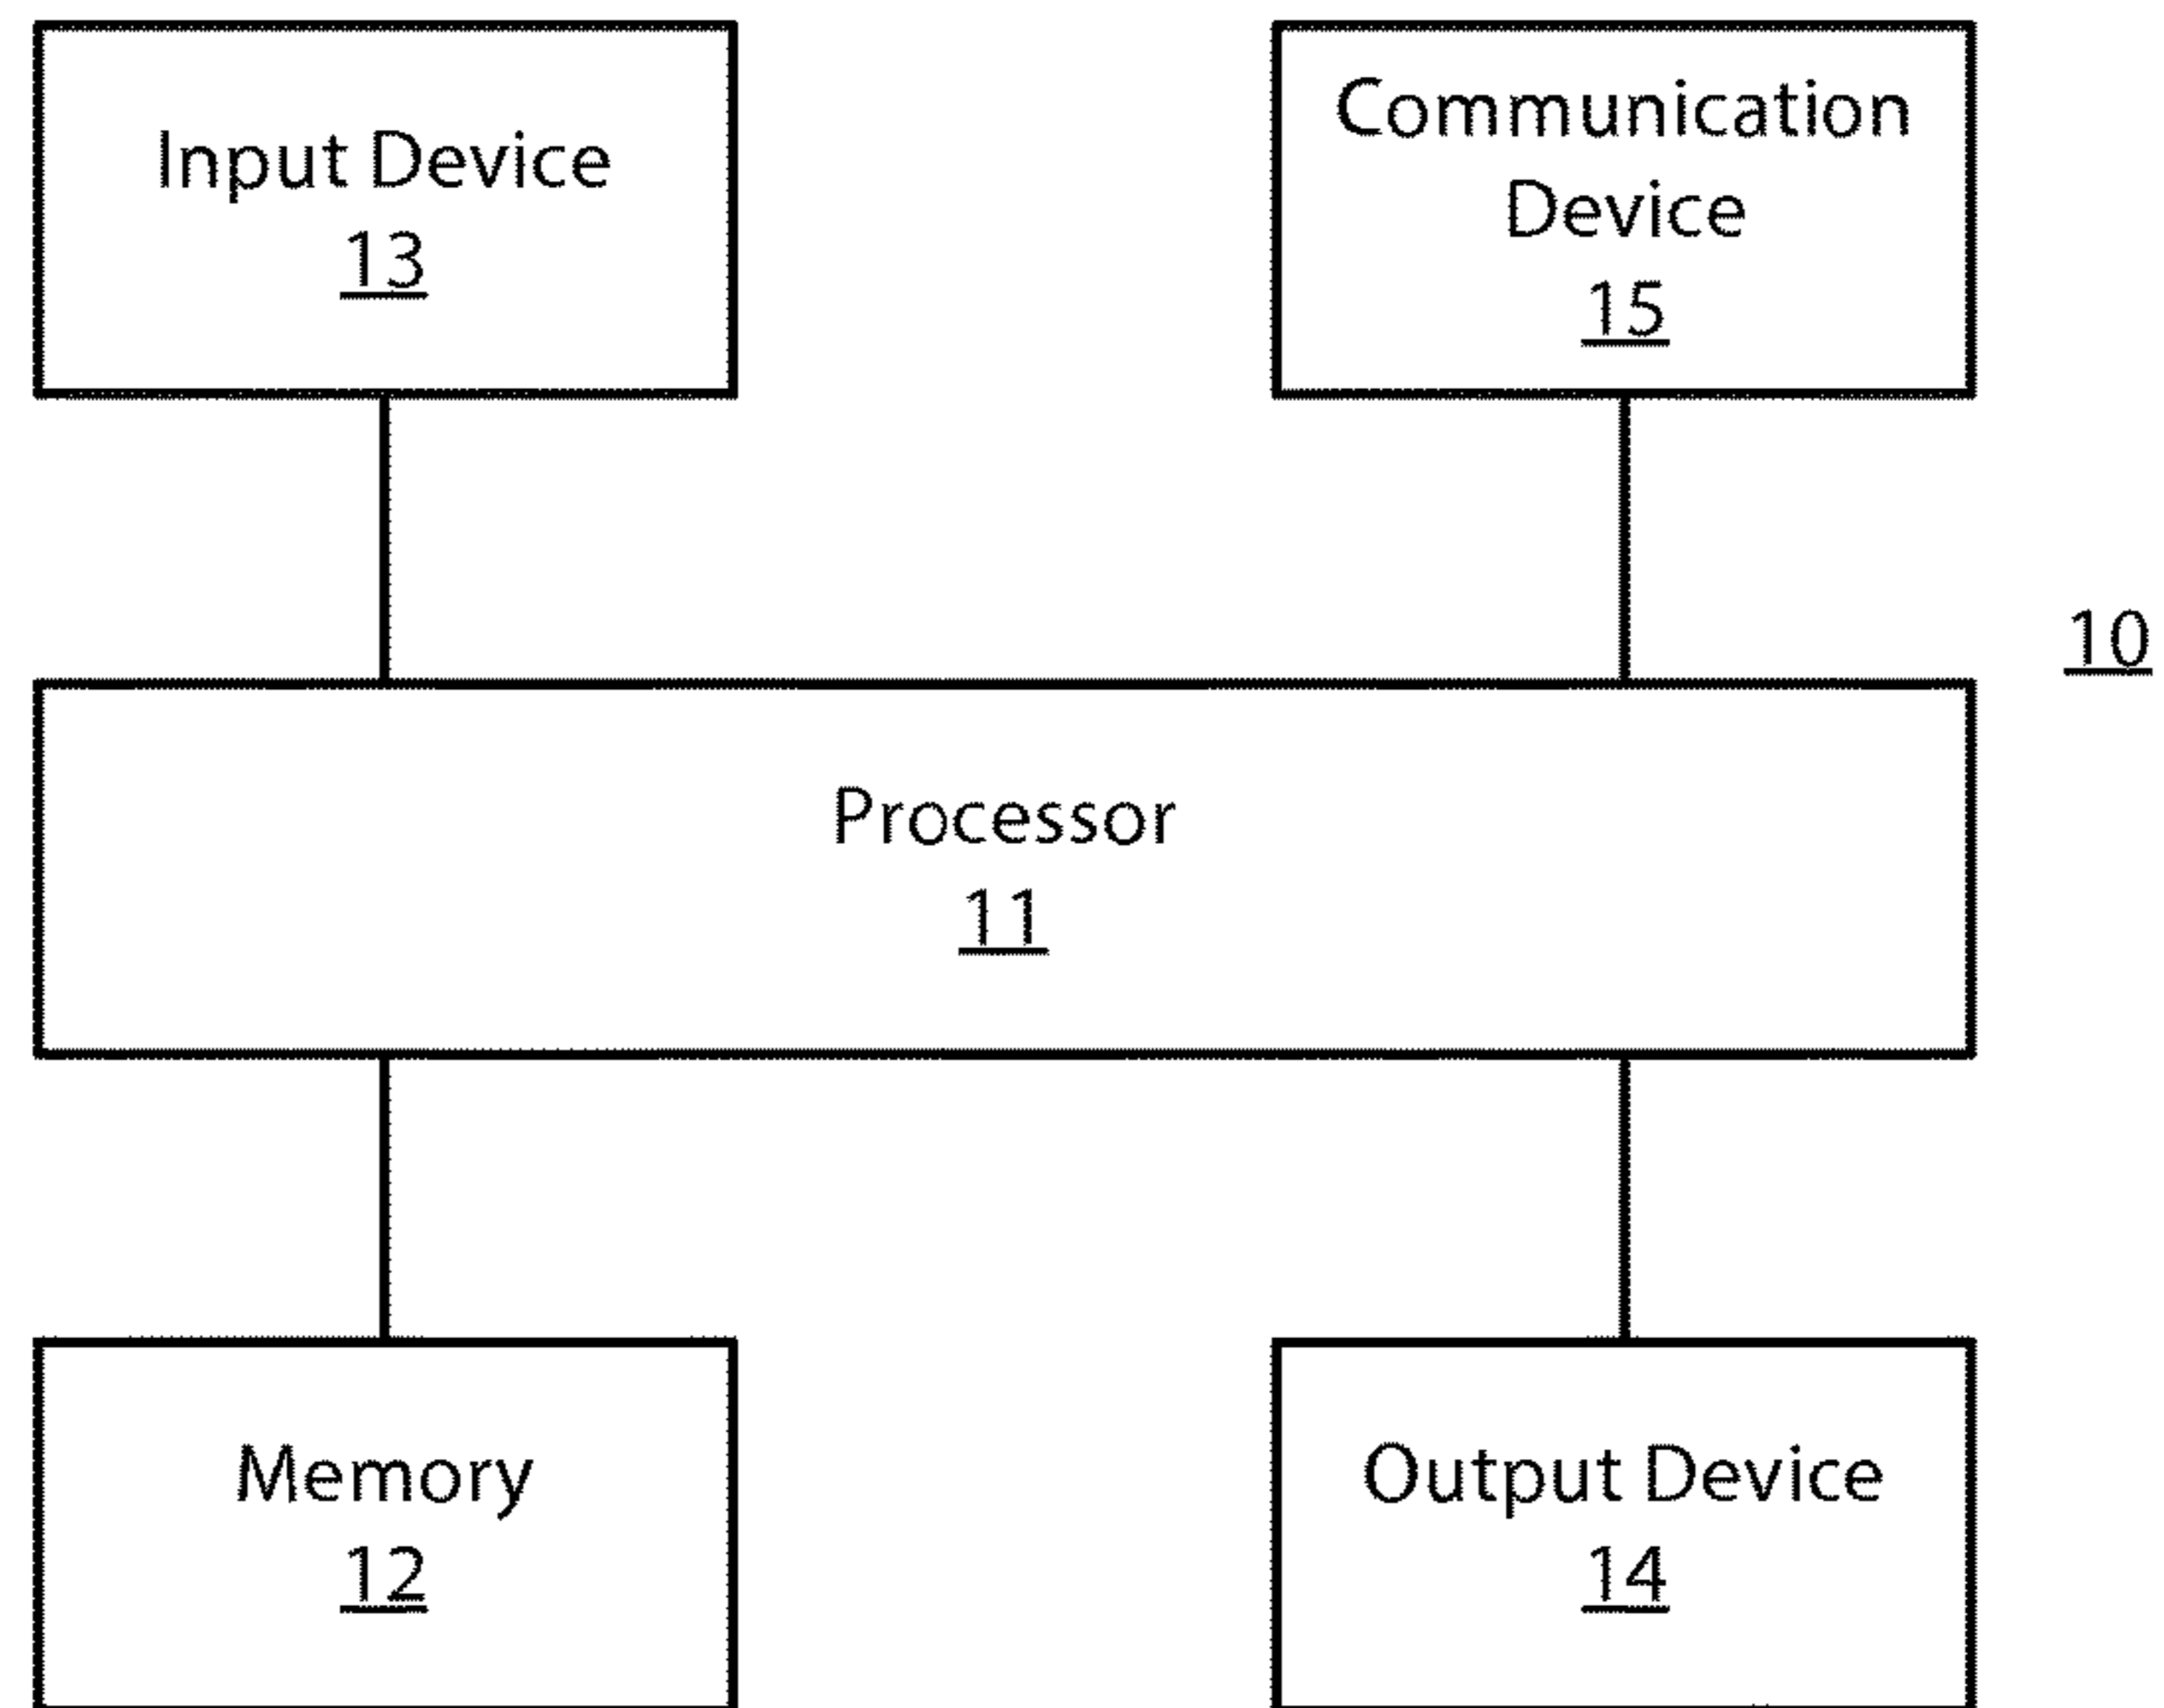 Input Device
13
Communication
Device
15
10
Processor
11
Memory
12
Output Device
14